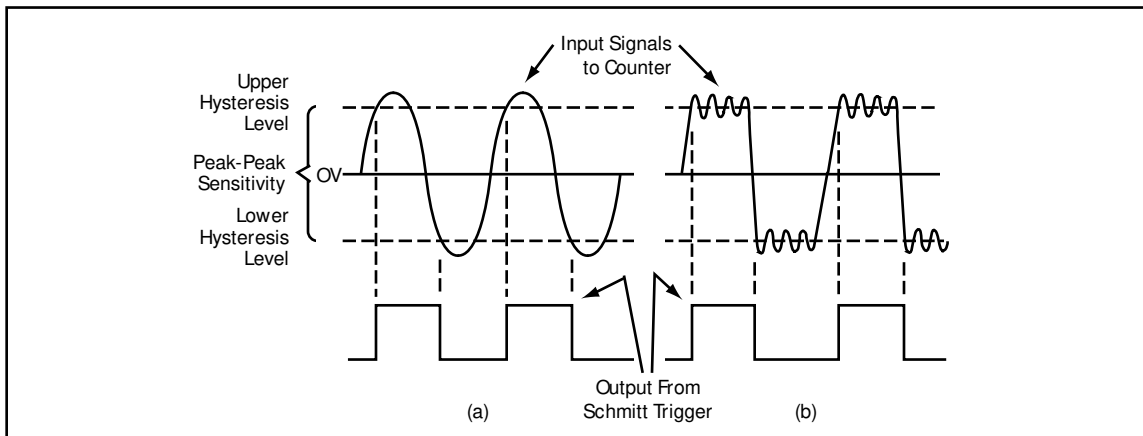 Input Signals
to Counter
Upper
Hysteresis
Level
Peak-Peak
Sensitivity
OV
Lower
Hysteresis
Level
Output From
Schmitt Trigger
(a)
(b)